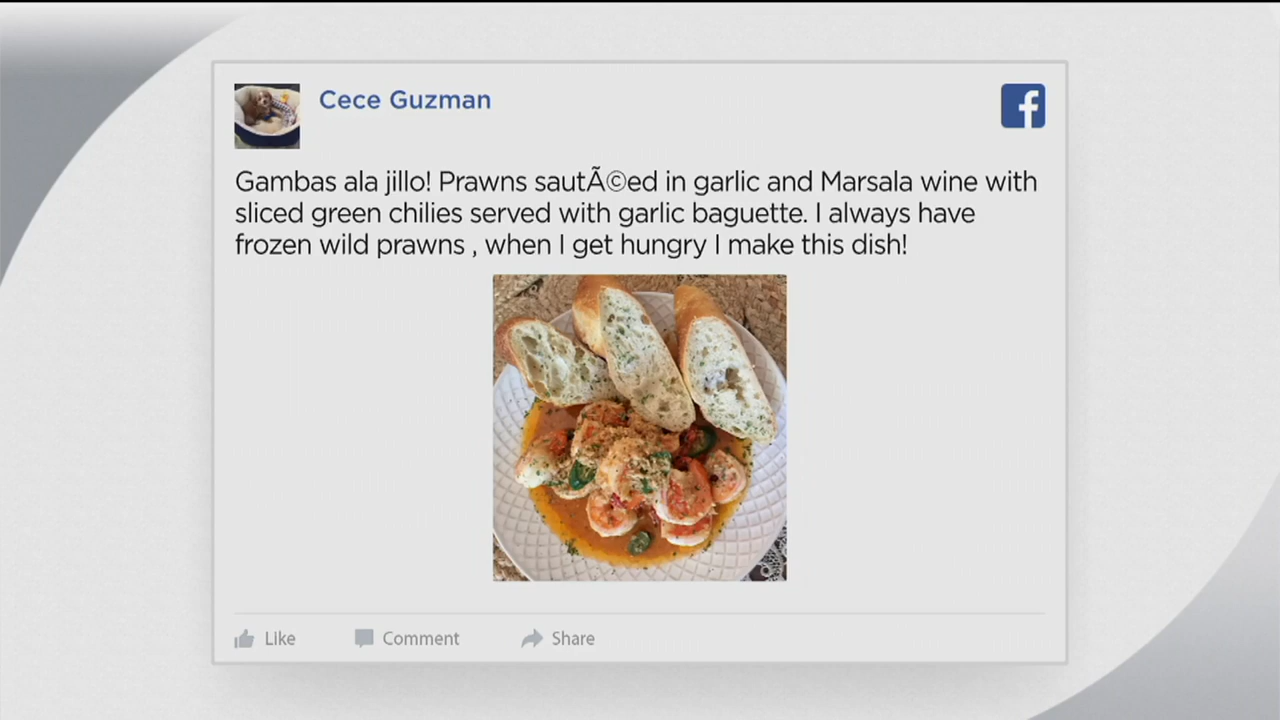 Cece Guzman
f
Gambas ala jillo! Prawns sautÃ©ed in garlic and Marsala wine with
sliced green chilies served with garlic baguette. I always have
frozen wild prawns , when I get hungry I make this dish!
Like Comment Share